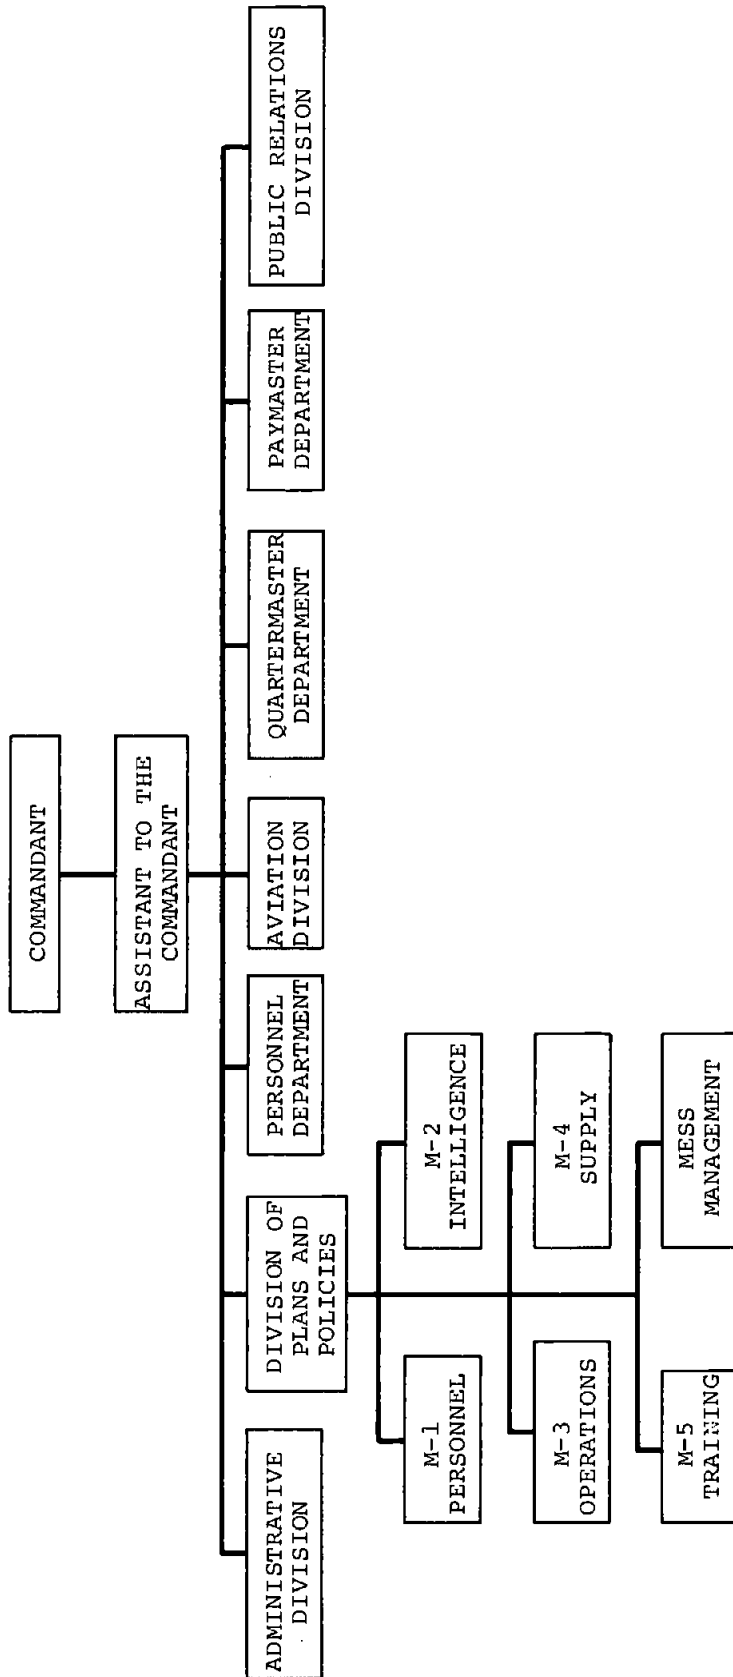 COMMANDANT
ASSISTANT TO THE
COMMANDANT
ADMINISTRATIVE
DIVISION
DIVISION OF
PLANS AND
POLICIES
PERSONNEL
DEPARTMENT
AVIATION
DIVISION
QUARTERMASTER
DEPARTMENT
PAYMASTER
DEPARTMENT
PUBLIC RELATIONS
DIVISION
M-1
PERSONNEL
M-2
INTELLIGENCE
M-3
OPERATIONS
M-4
SUPPLY
M-5
TRAINING
MESS
MANAGEMENT